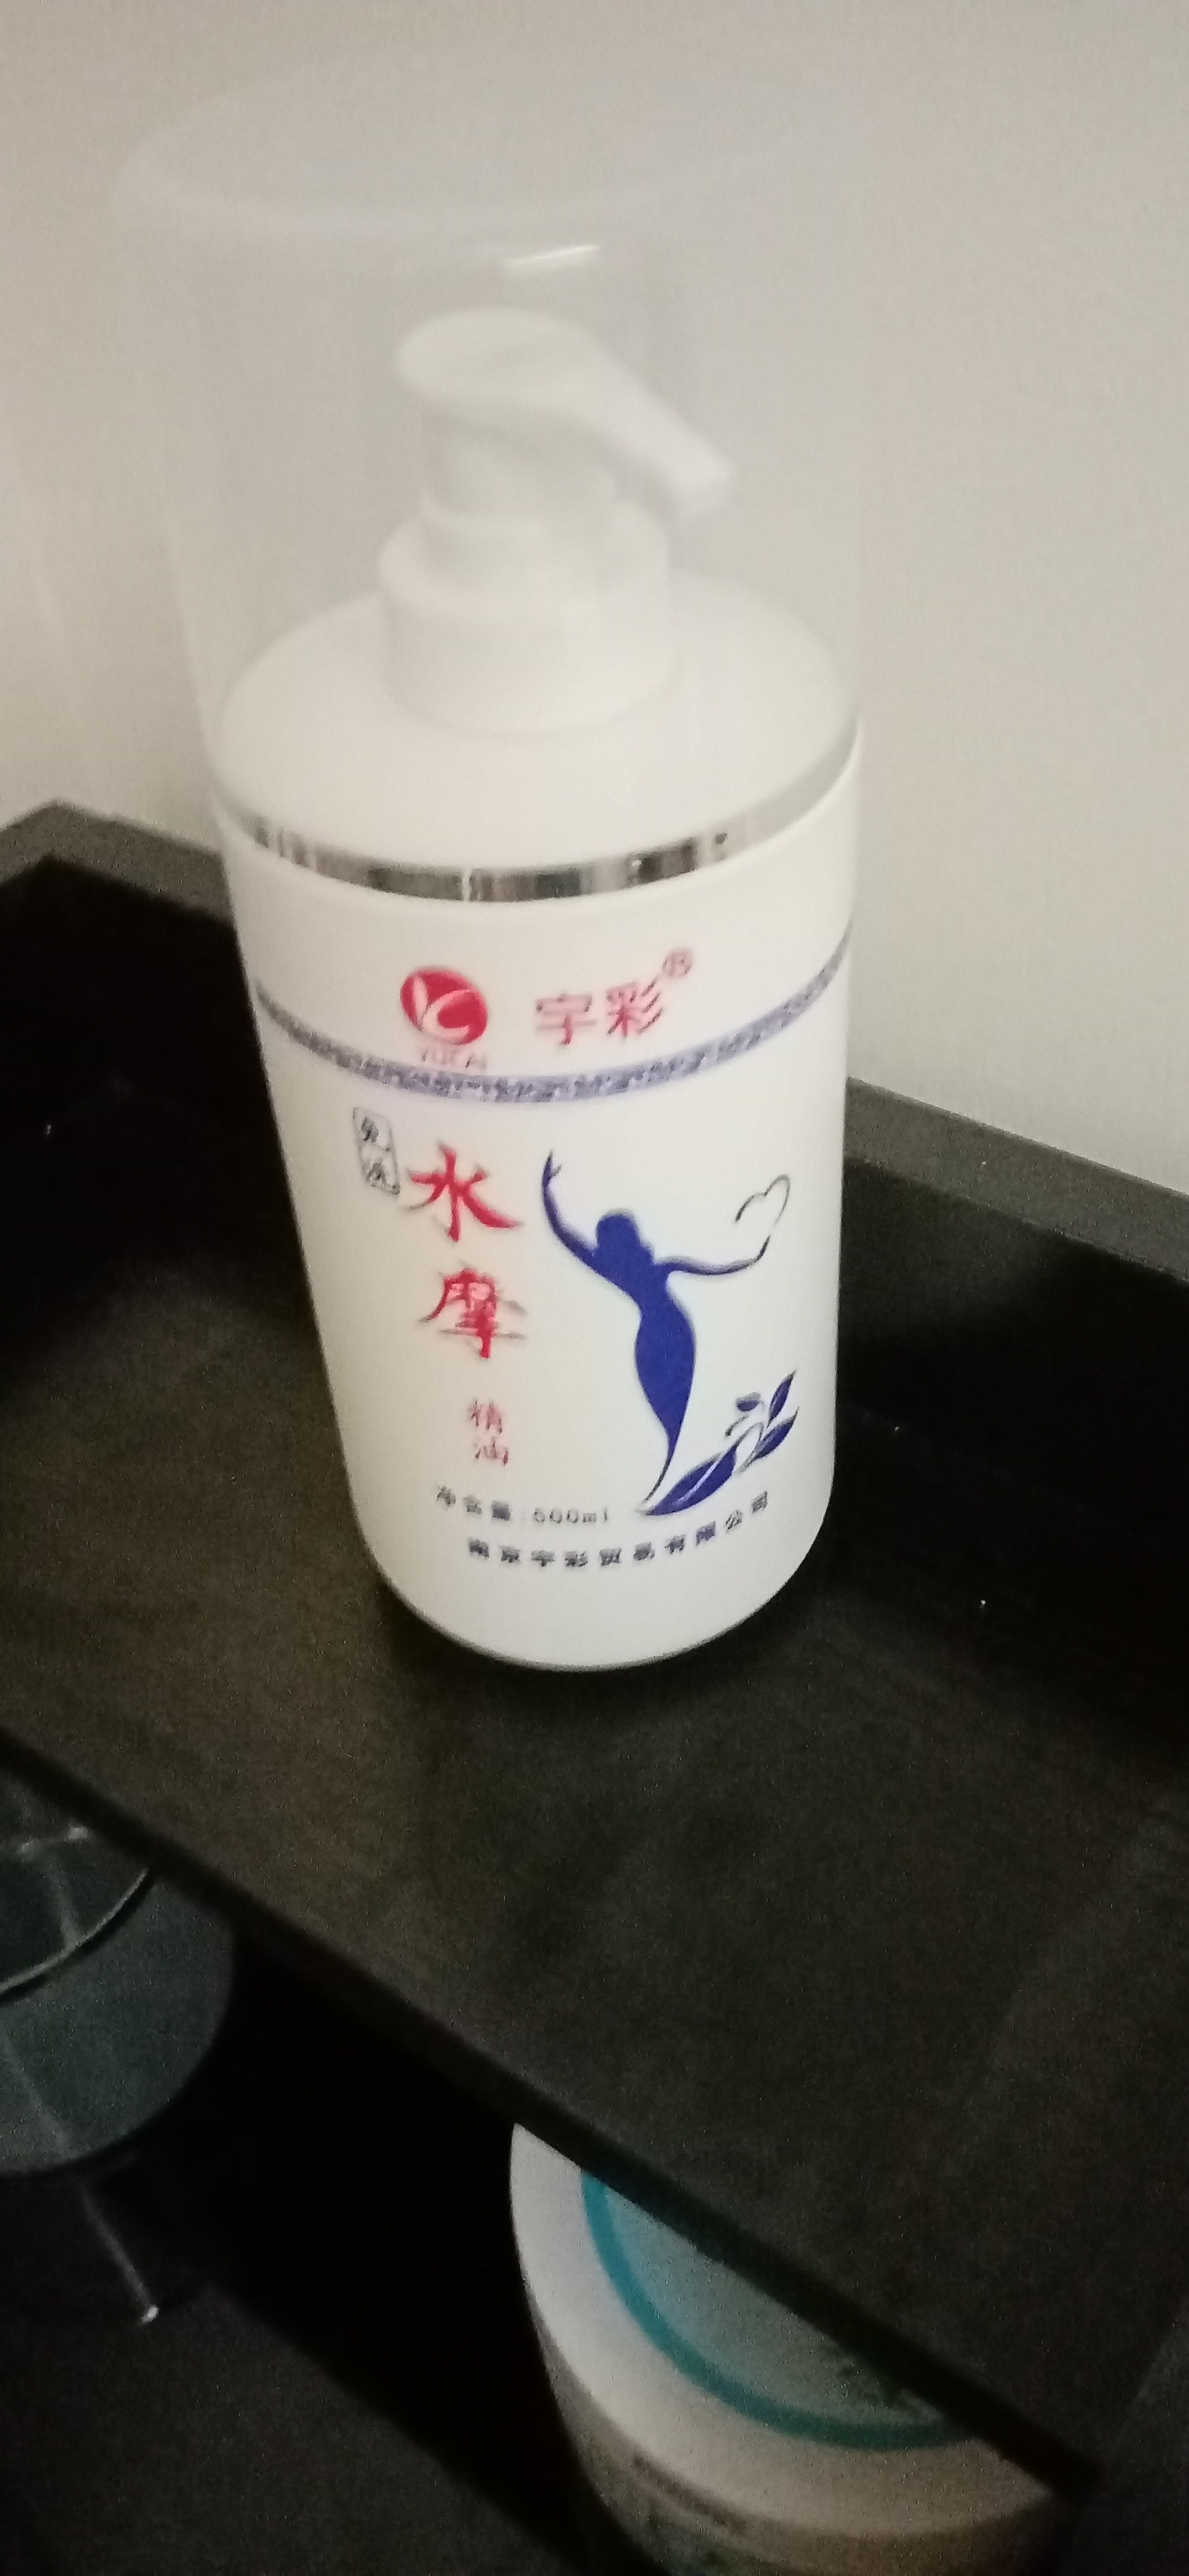 宇彩®
YUCAI
免洗
水摩
精油
净含量:500ml
南京宇彩贸易有限公司